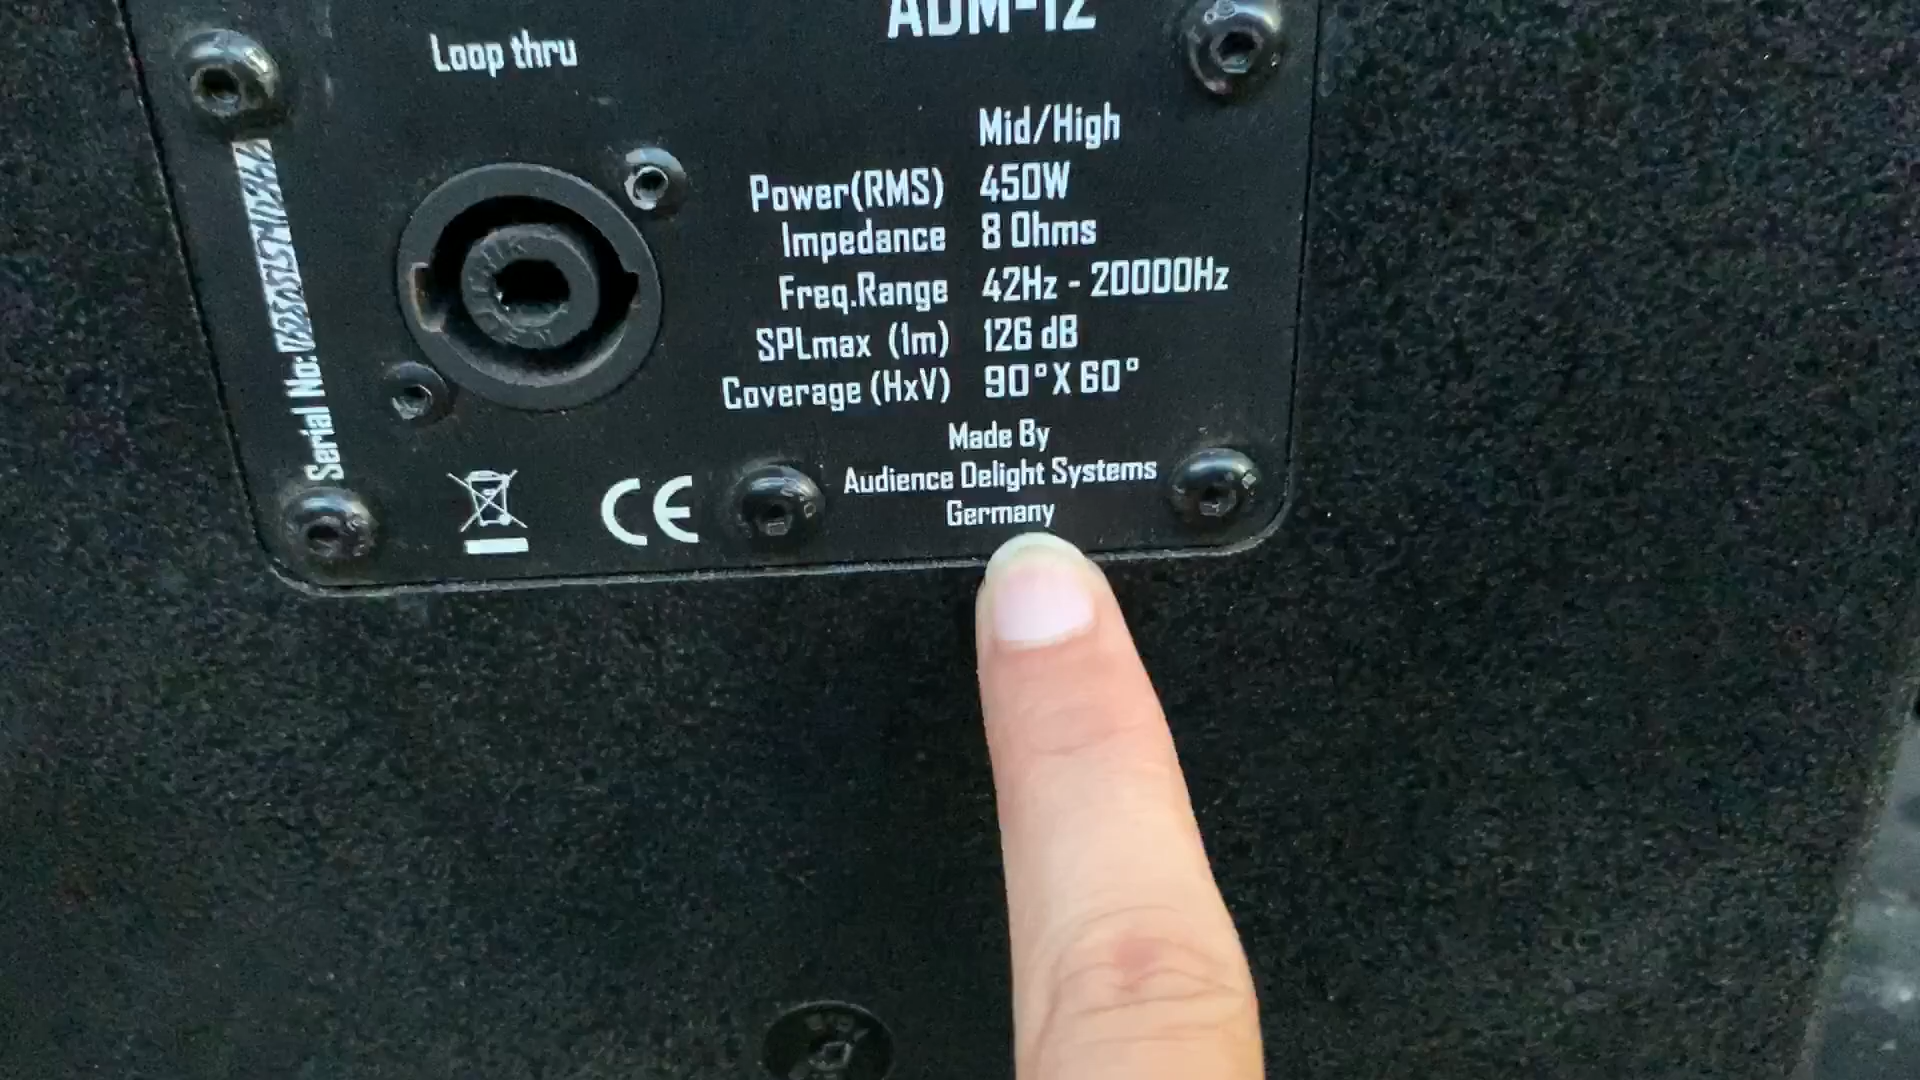 ADM-12
Loop thru
Mid/High
Power(RMS) 450W
Impedance 8 Ohms
Freq.Range 42Hz - 20000Hz
SPLmax (1m) 126 dB
Coverage (HxV) 90°X 60°
Made By
Audience Delight Systems
Germany
CE
Serial No: